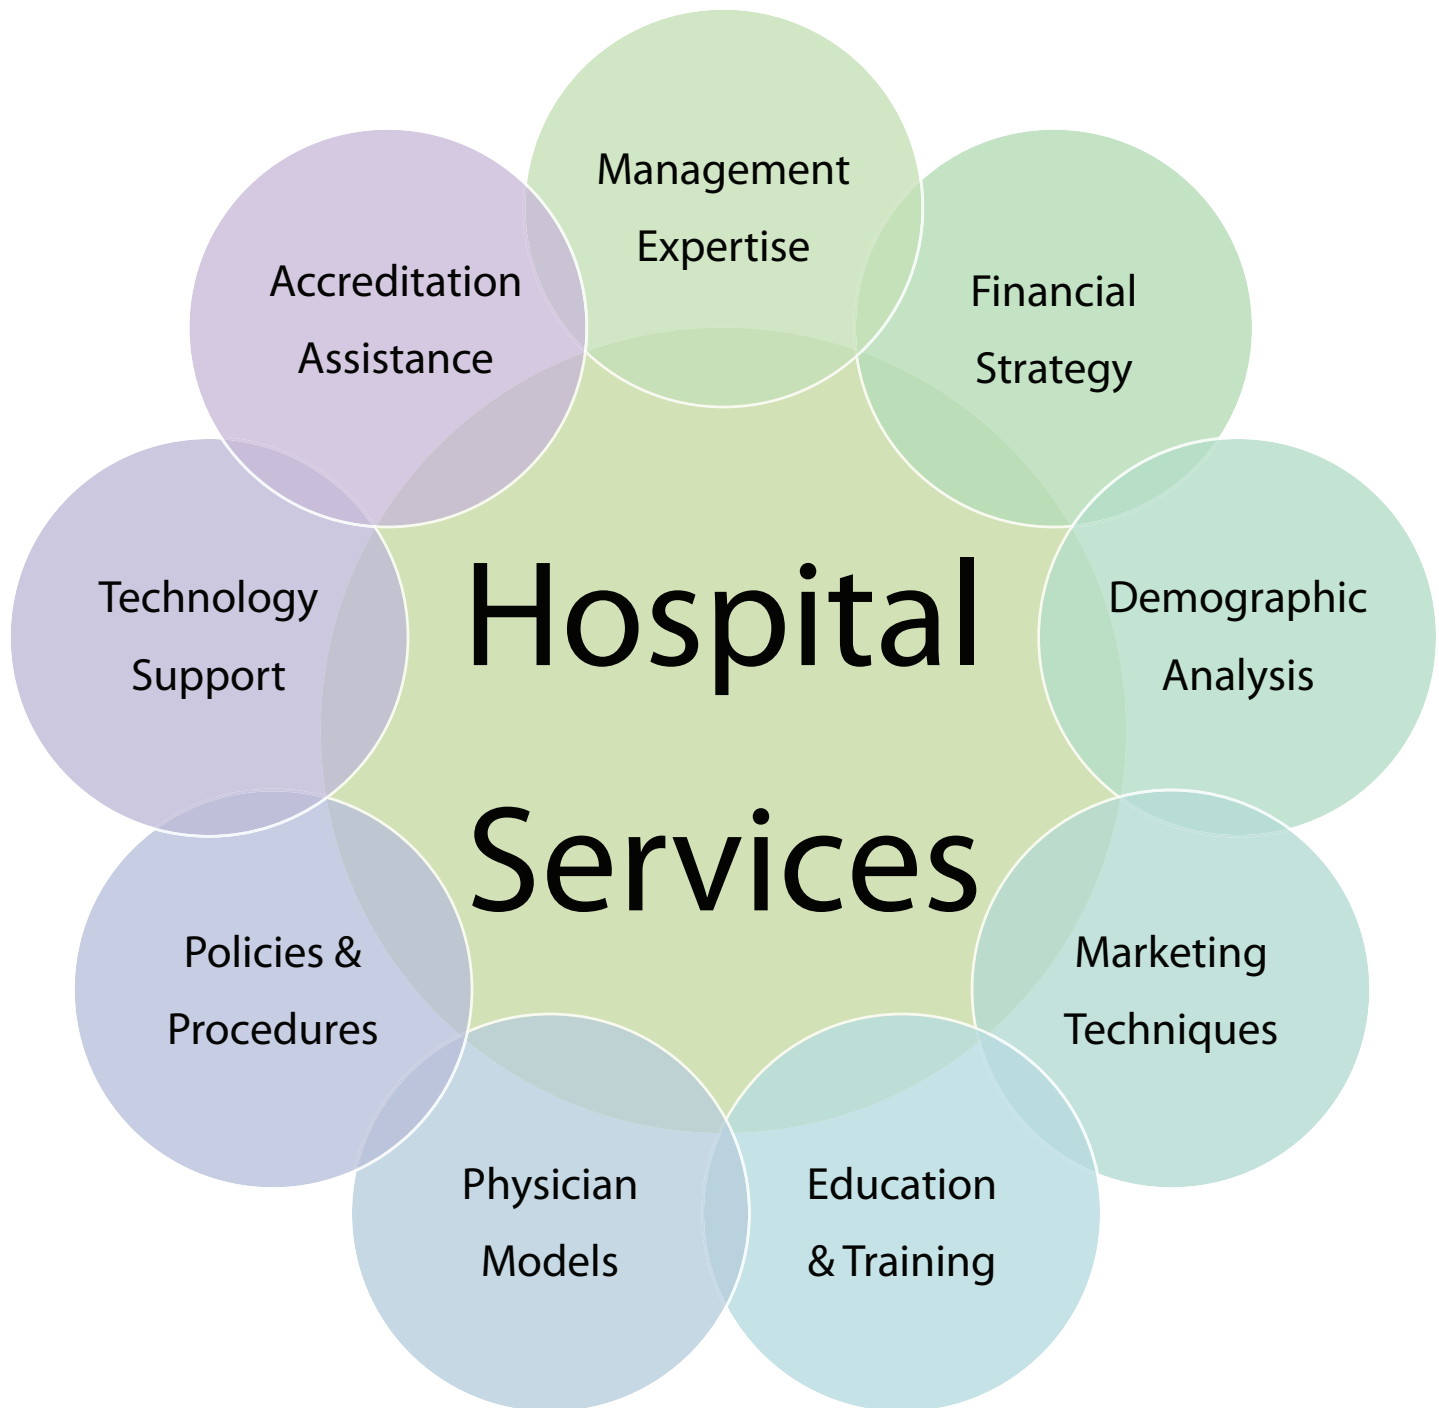 Management
Expertise
Financial
Strategy
Demographic
Analysis
Marketing
Techniques
Education
& Training
Physician
Models
Policies &
Procedures
Technology
Support
Accreditation
Assistance
Hospital
Services